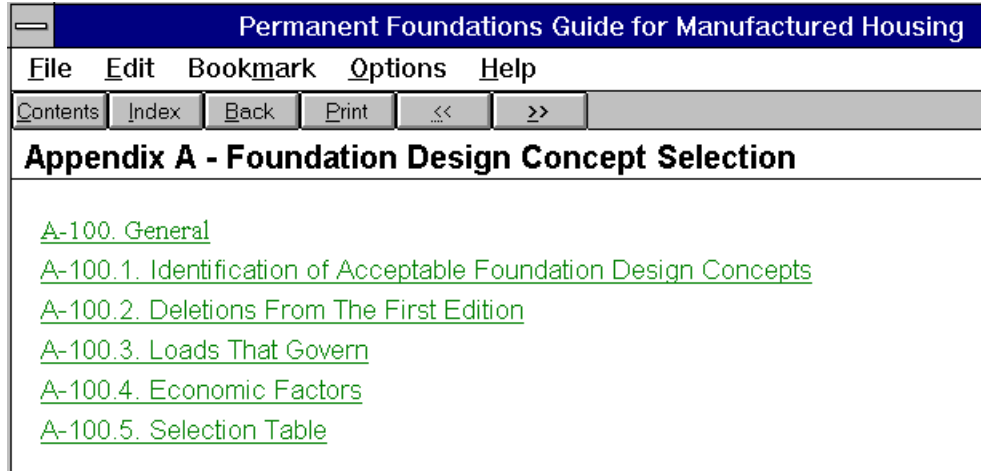 Permanent Foundations Guide for Manufactured Housing
File Edit Bookmark Options Help
Contents Index Back Print << >>
Appendix A - Foundation Design Concept Selection
A-100. General
A-100.1. Identification of Acceptable Foundation Design Concepts
A-100.2. Deletions From The First Edition
A-100.3. Loads That Govern
A-100.4. Economic Factors
A-100.5. Selection Table